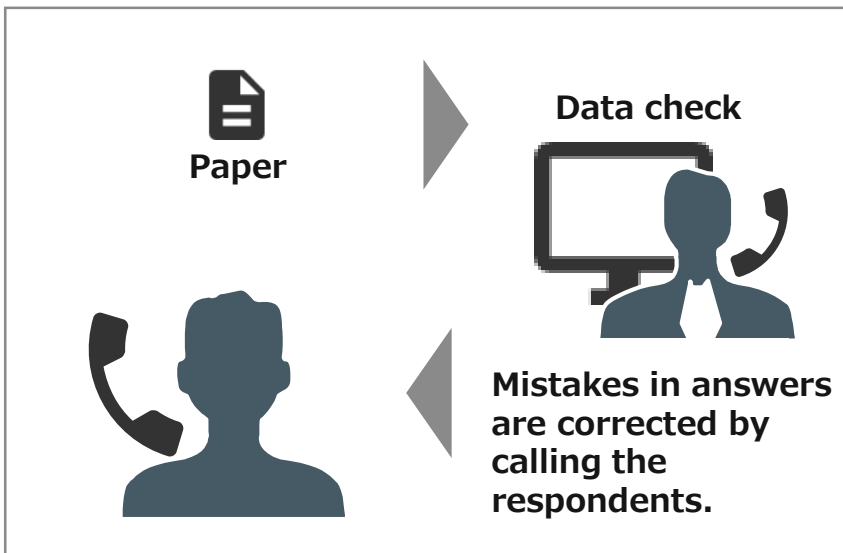 Paper
Data check
Mistakes in answers
are corrected by
calling the
respondents.